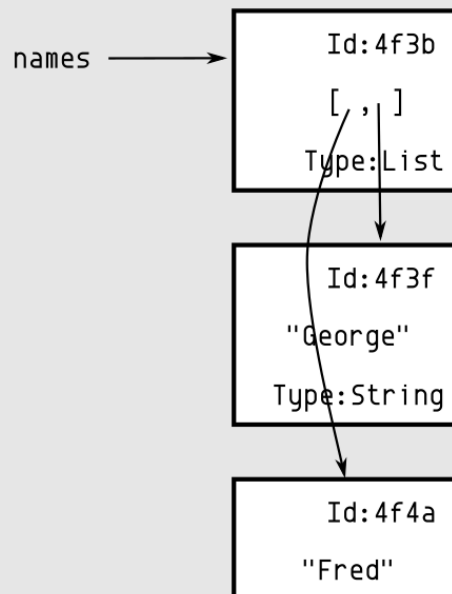 Id:4f3b
names
[ , ]
Type:List
Id:4f3f
"George"
Type:String
Id:4f4a
"Fred"